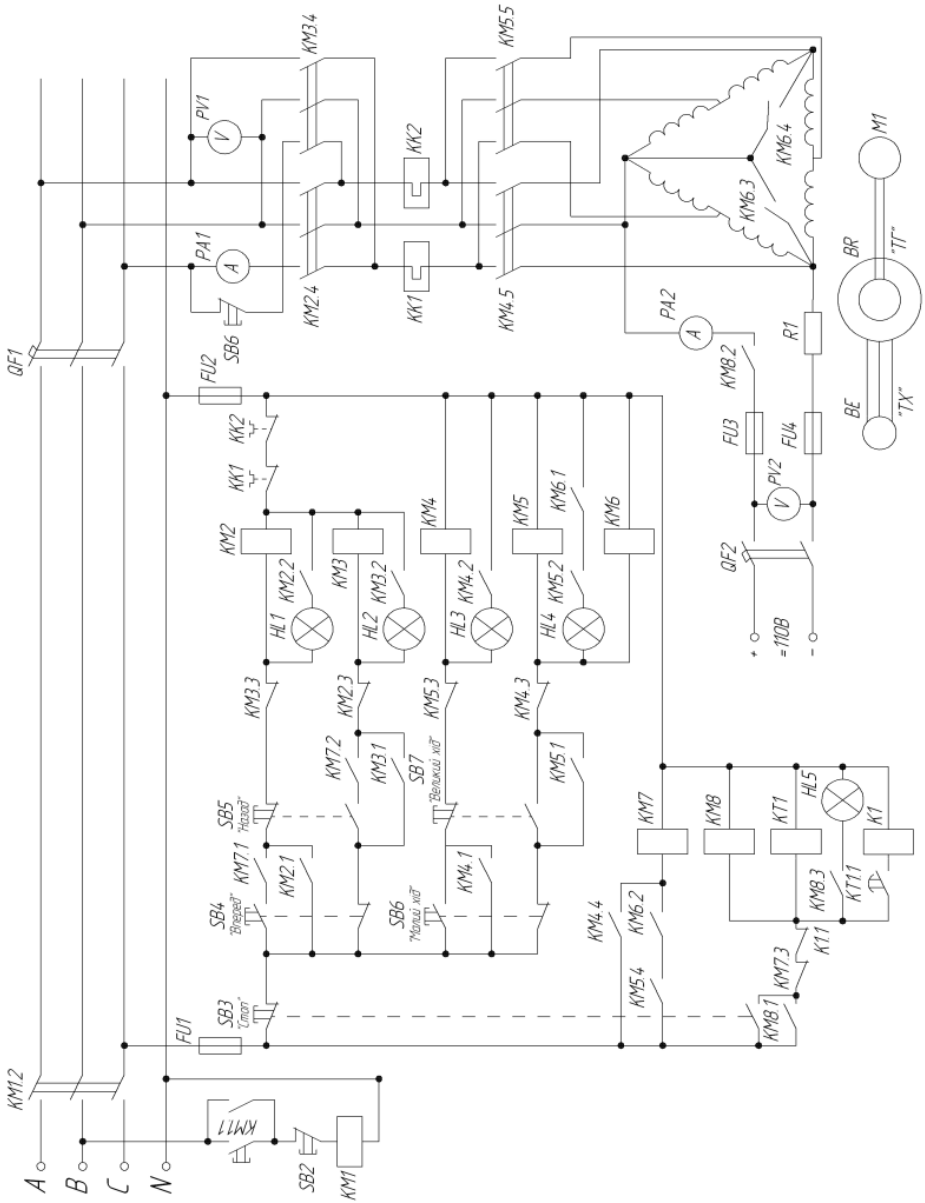 A
B
C
N
KM1.2
QF1
KM1.1
SB2
KM1
FU1
FU2
SB3
"Стоп"
SB4
"Вперед"
KM7.1
SB5
"Назад"
KM3.3
KM2
KK1
KK2
KM2.1
HL1
KM2.2
KM7.2
KM2.3
KM3
KM3.1
HL2
KM3.2
SB6
"Малий хід"
SB7
"Великий хід"
KM5.3
KM4
KM4.1
HL3
KM4.2
KM4.3
KM5
KM5.1
HL4
KM5.2
KM6.1
KM6
KM4.4
KM5.4
KM6.2
KM7
KM8.1
KM7.3
K1.1
KM8
KT1
KM8.3
HL5
KT1.1
K1
SB6
PA1
A
PV1
V
KM2.4
KM3.4
KK1
KK2
KM4.5
KM5.5
KM6.3
KM6.4
PA2
A
KM8.2
FU3
FU4
R1
PV2
V
QF2
+
=110В
-
BE
"ТХ"
BR
"ТГ"
M1